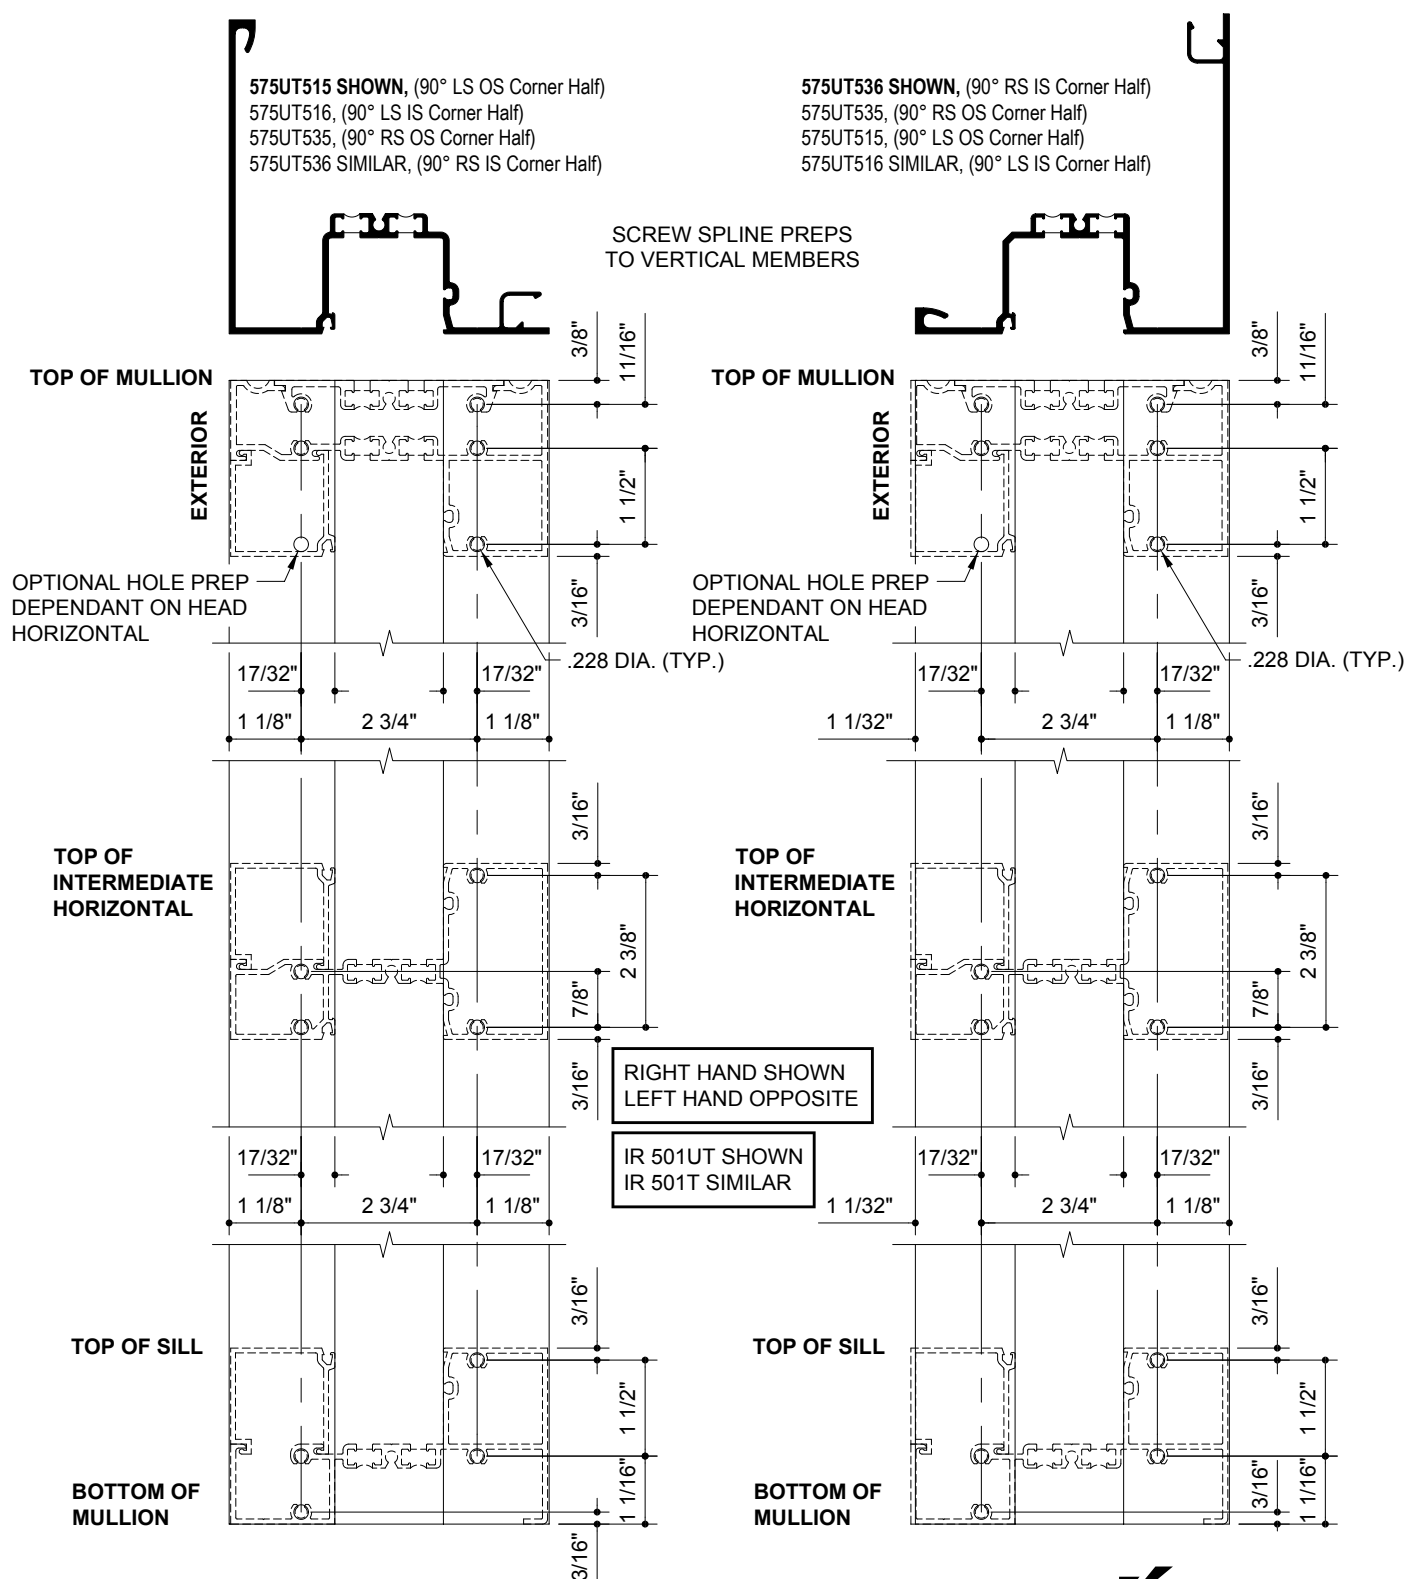 575UT515 SHOWN, (90° LS OS Corner Half)
575UT516, (90° LS IS Corner Half)
575UT535, (90° RS OS Corner Half)
575UT536 SIMILAR, (90° RS IS Corner Half)
575UT536 SHOWN, (90° RS IS Corner Half)
575UT535, (90° RS OS Corner Half)
575UT515, (90° LS OS Corner Half)
575UT516 SIMILAR, (90° LS IS Corner Half)
SCREW SPLINE PREPS
TO VERTICAL MEMBERS
TOP OF MULLION
EXTERIOR
3/8"
11/16"
1 1/2"
3/16"
OPTIONAL HOLE PREP
DEPENDANT ON HEAD
HORIZONTAL
.228 DIA. (TYP.)
17/32"
17/32"
1 1/8"
2 3/4"
1 1/8"
TOP OF MULLION
EXTERIOR
3/8"
11/16"
1 1/2"
3/16"
OPTIONAL HOLE PREP
DEPENDANT ON HEAD
HORIZONTAL
.228 DIA. (TYP.)
17/32"
17/32"
1 1/32"
2 3/4"
1 1/8"
TOP OF
INTERMEDIATE
HORIZONTAL
3/16"
2 3/8"
7/8"
3/16"
TOP OF
INTERMEDIATE
HORIZONTAL
3/16"
2 3/8"
7/8"
3/16"
RIGHT HAND SHOWN
LEFT HAND OPPOSITE
IR 501UT SHOWN
IR 501T SIMILAR
17/32"
17/32"
1 1/8"
2 3/4"
1 1/8"
17/32"
17/32"
1 1/32"
2 3/4"
1 1/8"
TOP OF SILL
3/16"
1 1/2"
1 1/16"
3/16"
BOTTOM OF
MULLION
TOP OF SILL
3/16"
1 1/2"
3/16"
1 1/16"
BOTTOM OF
MULLION